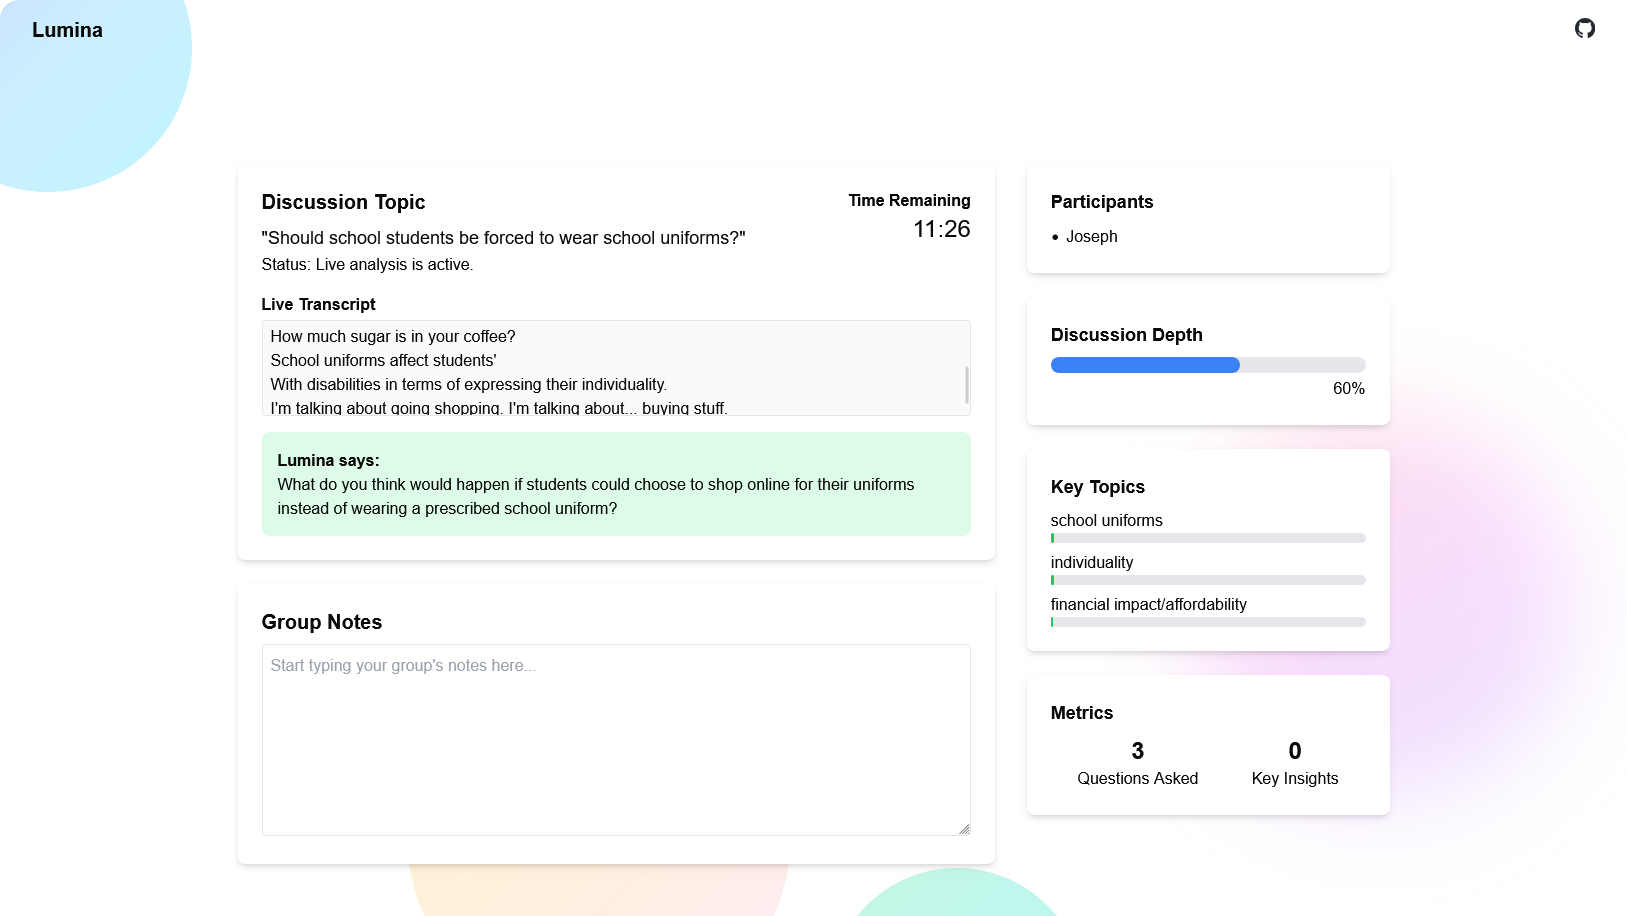 Lumina
Discussion Topic
Time Remaining
11:26
"Should school students be forced to wear school uniforms?"
Status: Live analysis is active.
Live Transcript
How much sugar is in your coffee?
School uniforms affect students'
With disabilities in terms of expressing their individuality.
I'm talking about going shopping. I'm talking about... buying stuff.
Lumina says:
What do you think would happen if students could choose to shop online for their uniforms
instead of wearing a prescribed school uniform?
Group Notes
Start typing your group's notes here...
Participants
• Joseph
Discussion Depth
60%
Key Topics
school uniforms
individuality
financial impact/affordability
Metrics
3
Questions Asked
0
Key Insights